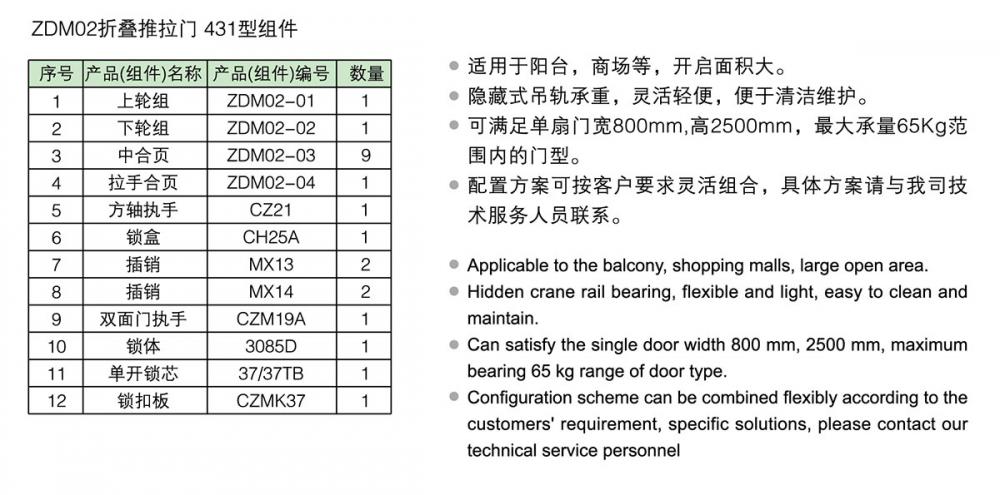 ZDM02折叠推拉门 431型组件
序号 产品(组件)名称 产品(组件)编号 数量
1 上轮组 ZDM02-01 1
2 下轮组 ZDM02-02 1
3 中合页 ZDM02-03 9
4 拉手合页 ZDM02-04 1
5 方轴执手 CZ21 1
6 锁盒 CH25A 1
7 插销 MX13 2
8 插销 MX14 2
9 双面门执手 CZM19A 1
10 锁体 3085D 1
11 单开锁芯 37/37TB 1
12 锁扣板 CZMK37 1
● 适用于阳台，商场等，开启面积大。
● 隐藏式吊轨承重，灵活轻便，便于清洁维护。
● 可满足单扇门宽800mm,高2500mm，最大承量65Kg范
围内的门型。
● 配置方案可按客户要求灵活组合，具体方案请与我司技
术服务人员联系。
● Applicable to the balcony, shopping malls, large open area.
● Hidden crane rail bearing, flexible and light, easy to clean and
maintain.
● Can satisfy the single door width 800 mm, 2500 mm, maximum
bearing 65 kg range of door type.
● Configuration scheme can be combined flexibly according to the
customers' requirement, specific solutions, please contact our
technical service personnel